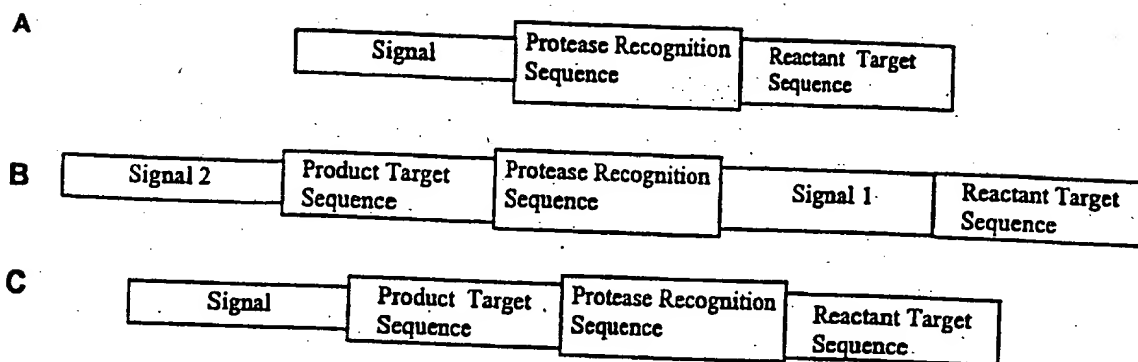 A
Signal
Protease Recognition
Sequence
Reactant Target
Sequence
B
Signal 2
Product Target
Sequence
Protease Recognition
Sequence
Signal 1
Reactant Target
Sequence
C
Signal
Product Target
Sequence
Protease Recognition
Sequence
Reactant Target
Sequence